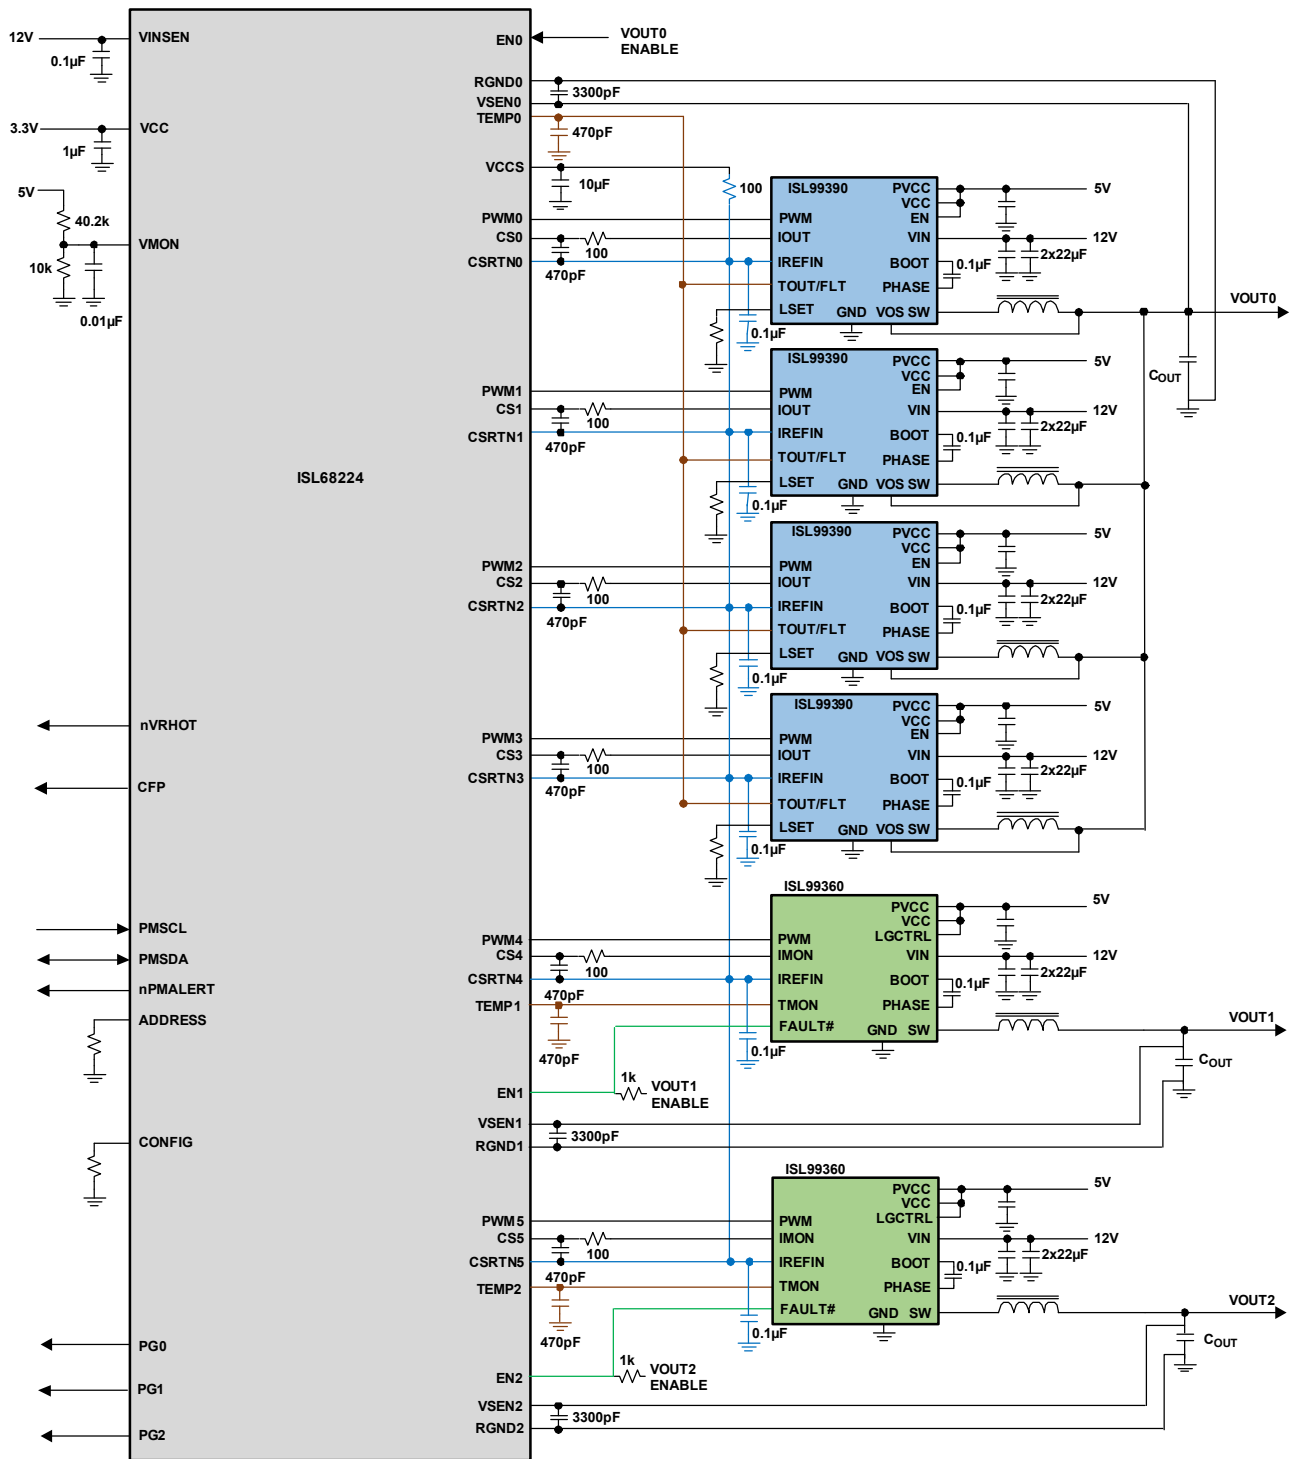 12V
VINSEN
0.1µF
3.3V
VCC
1µF
5V
40.2k
VMON
10k
0.01µF
ISL68224
nVRHOT
CFP
PMSCL
PMSDA
nPMALERT
ADDRESS
CONFIG
PG0
PG1
PG2
EN0
VOUT0
ENABLE
RGND0
3300pF
VSEN0
TEMP0
470pF
VCCS
10µF
100
PWM0
CS0
100
CSRTN0
470pF
0.1µF
ISL99390
PVCC
VCC
EN
PWM
VIN
IOUT
IREFIN
BOOT
TOUT/FLT
PHASE
LSET
GND
VOS SW
5V
12V
2x22µF
0.1µF
VOUT0
COUT
PWM1
CS1
100
CSRTN1
470pF
0.1µF
ISL99390
PVCC
VCC
EN
PWM
VIN
IOUT
IREFIN
BOOT
TOUT/FLT
PHASE
LSET
GND
VOS SW
5V
12V
2x22µF
0.1µF
PWM2
CS2
100
CSRTN2
470pF
0.1µF
ISL99390
PVCC
VCC
EN
PWM
VIN
IOUT
IREFIN
BOOT
TOUT/FLT
PHASE
LSET
GND
VOS SW
5V
12V
2x22µF
0.1µF
PWM3
CS3
100
CSRTN3
470pF
0.1µF
ISL99390
PVCC
VCC
EN
PWM
VIN
IOUT
IREFIN
BOOT
TOUT/FLT
PHASE
LSET
GND
VOS SW
5V
12V
2x22µF
0.1µF
PWM4
CS4
100
CSRTN4
470pF
TEMP1
470pF
0.1µF
ISL99360
PVCC
VCC
LGCTRL
PWM
VIN
IMON
IREFIN
BOOT
TMON
PHASE
FAULT#
GND
SW
5V
12V
2x22µF
0.1µF
VOUT1
COUT
EN1
1k
VOUT1
ENABLE
VSEN1
3300pF
RGND1
PWM5
CS5
100
CSRTN5
470pF
TEMP2
470pF
0.1µF
ISL99360
PVCC
VCC
LGCTRL
PWM
VIN
IMON
IREFIN
BOOT
TMON
PHASE
FAULT#
GND
SW
5V
12V
2x22µF
0.1µF
VOUT2
COUT
EN2
1k
VOUT2
ENABLE
VSEN2
3300pF
RGND2